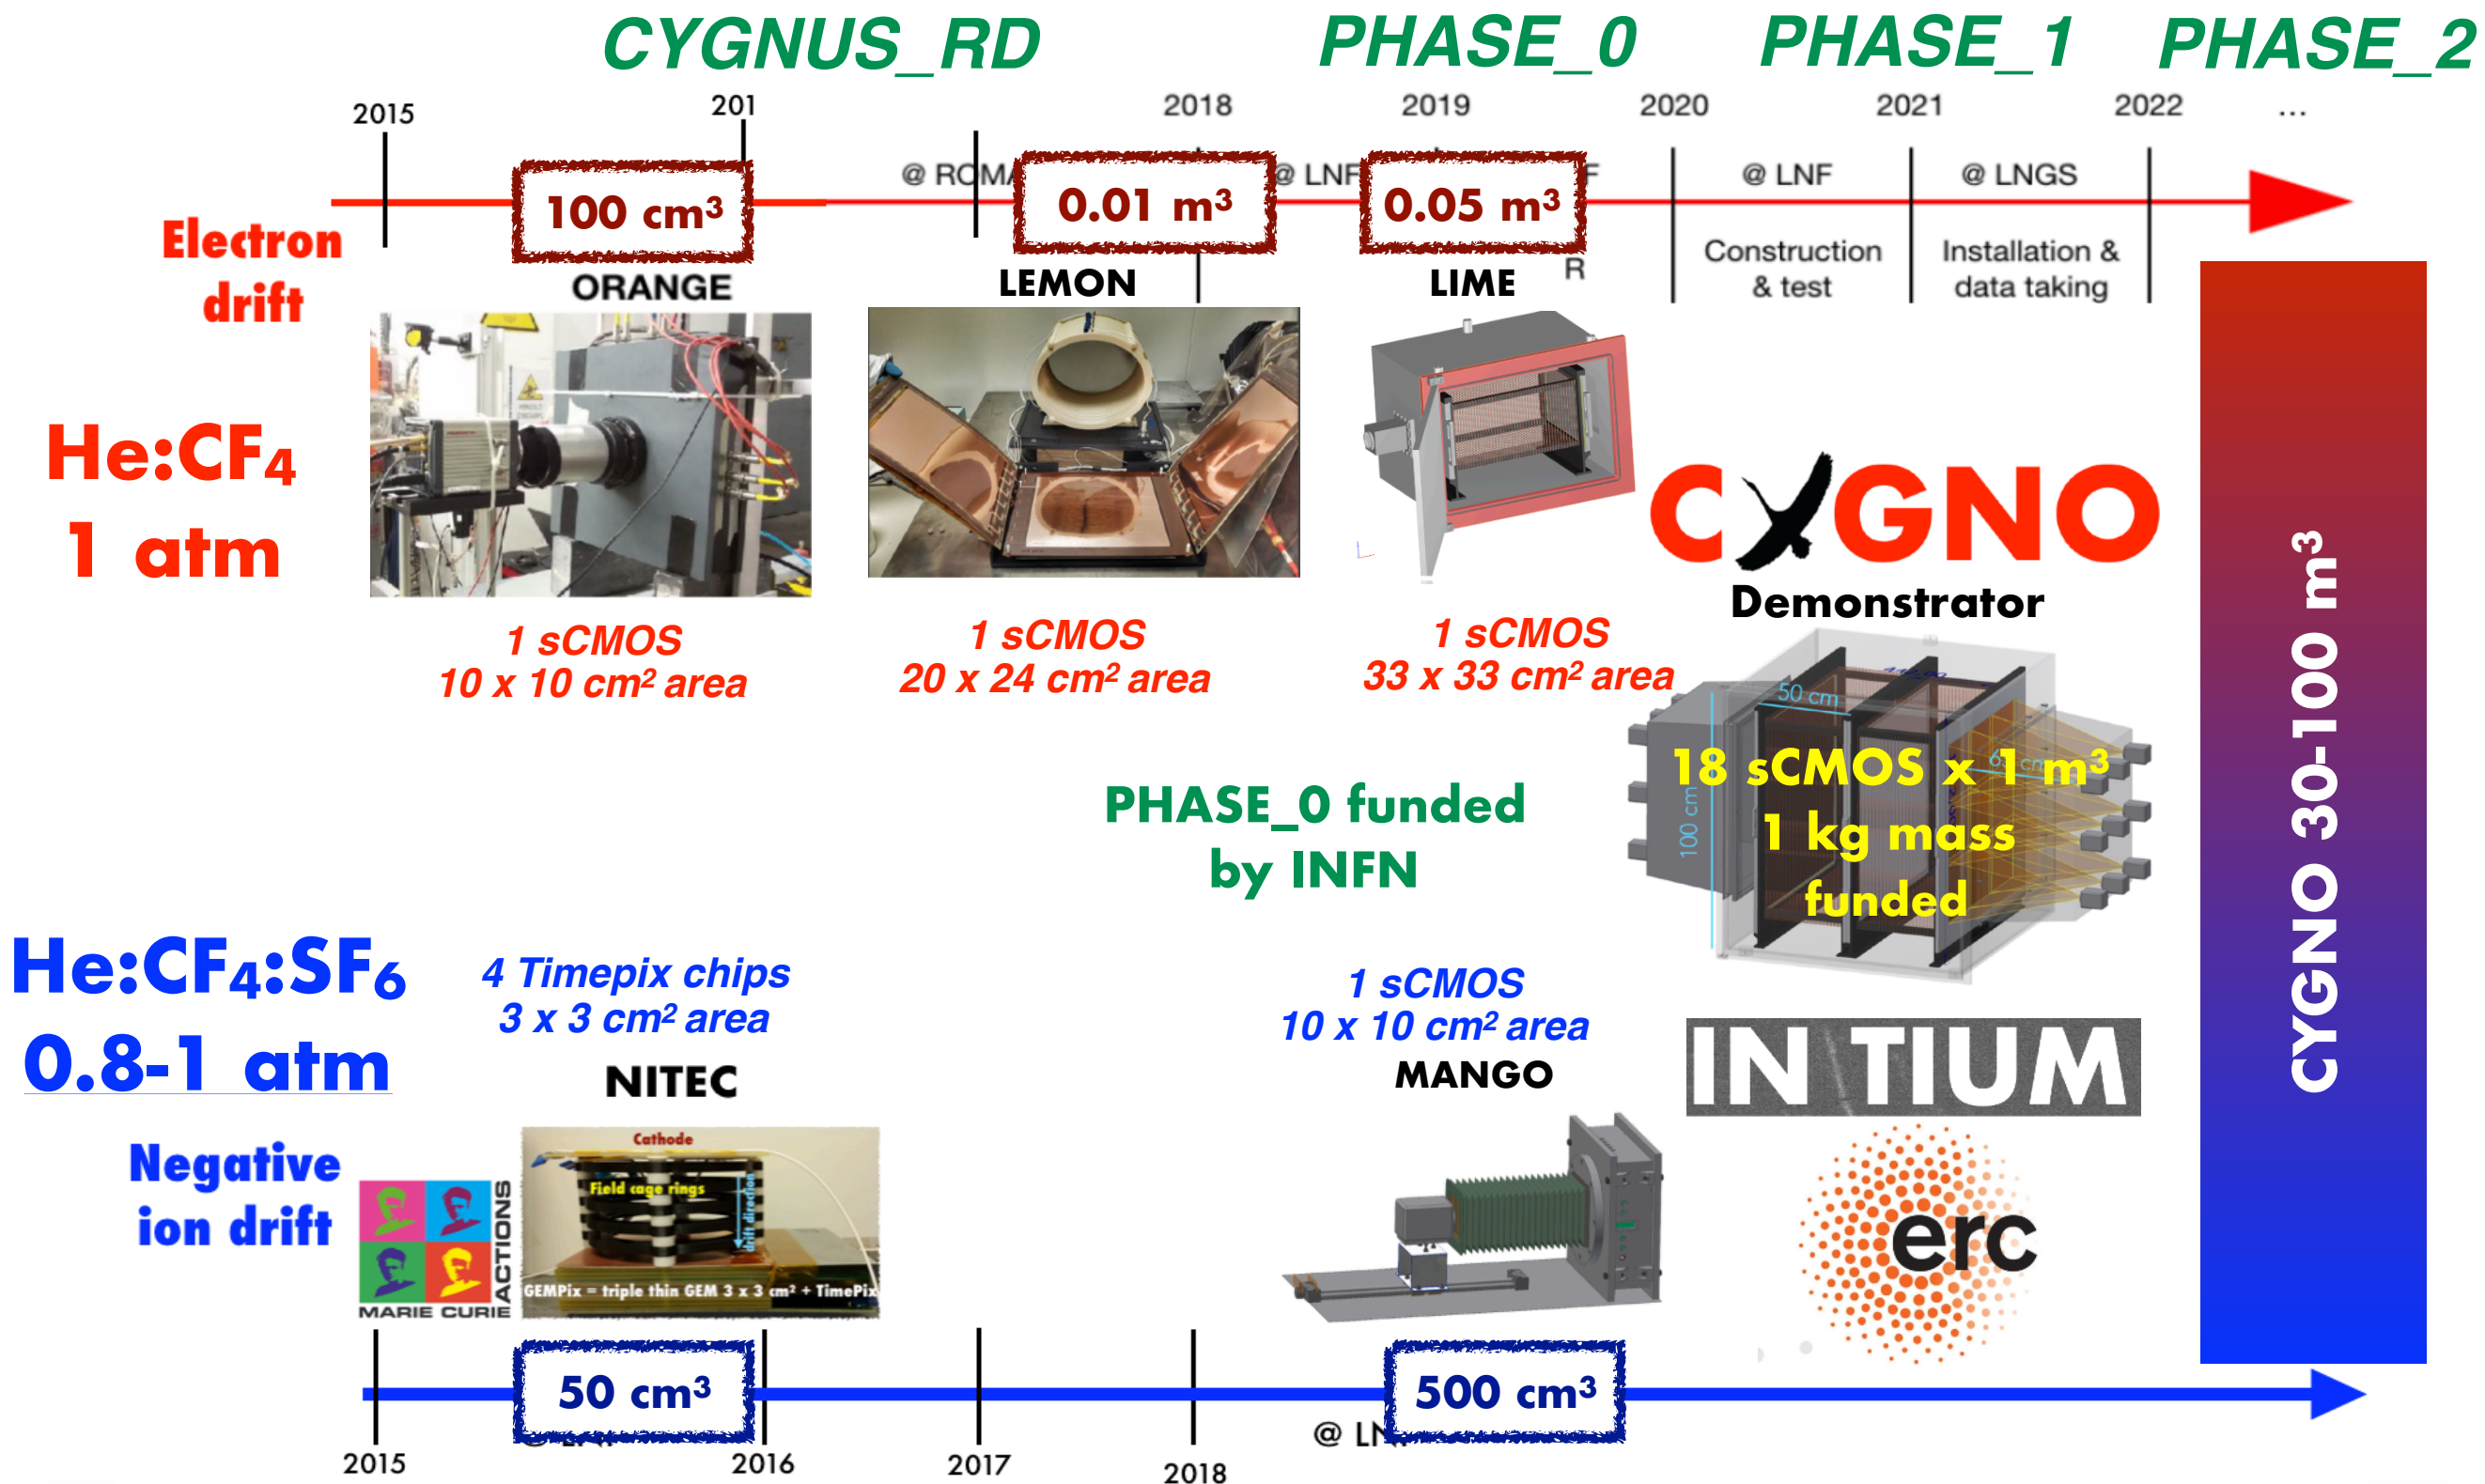 CYGNUS_RD PHASE_0 PHASE_1 PHASE_2
2015 201 2018 2019 2020 2021 2022 ...
@ LNF @ LNF @ LNGS
100 cm³ 0.01 m³ 0.05 m³
Electron
drift
Construction
& test
Installation &
data taking
R
ORANGE LEMON LIME
He:CF₄
1 atm
1 sCMOS
10 x 10 cm² area
1 sCMOS
20 x 24 cm² area
1 sCMOS
33 x 33 cm² area
CYGNO
Demonstrator
50 cm
100 cm
18 sCMOS x 1 m³
1 kg mass
funded
PHASE_0 funded
by INFN
CYGNO 30-100 m³
He:CF₄:SF₆
0.8-1 atm
4 Timepix chips
3 x 3 cm² area
NITEC
1 sCMOS
10 x 10 cm² area
MANGO
IN TIUM
Negative
ion drift
MARIE CURIE
ACTIONS
Cathode
Field cage rings
drift direction
GEMPix = triple thin GEM 3 x 3 cm² + TimePix
erc
50 cm³ 500 cm³
2015 2016 2017 2018